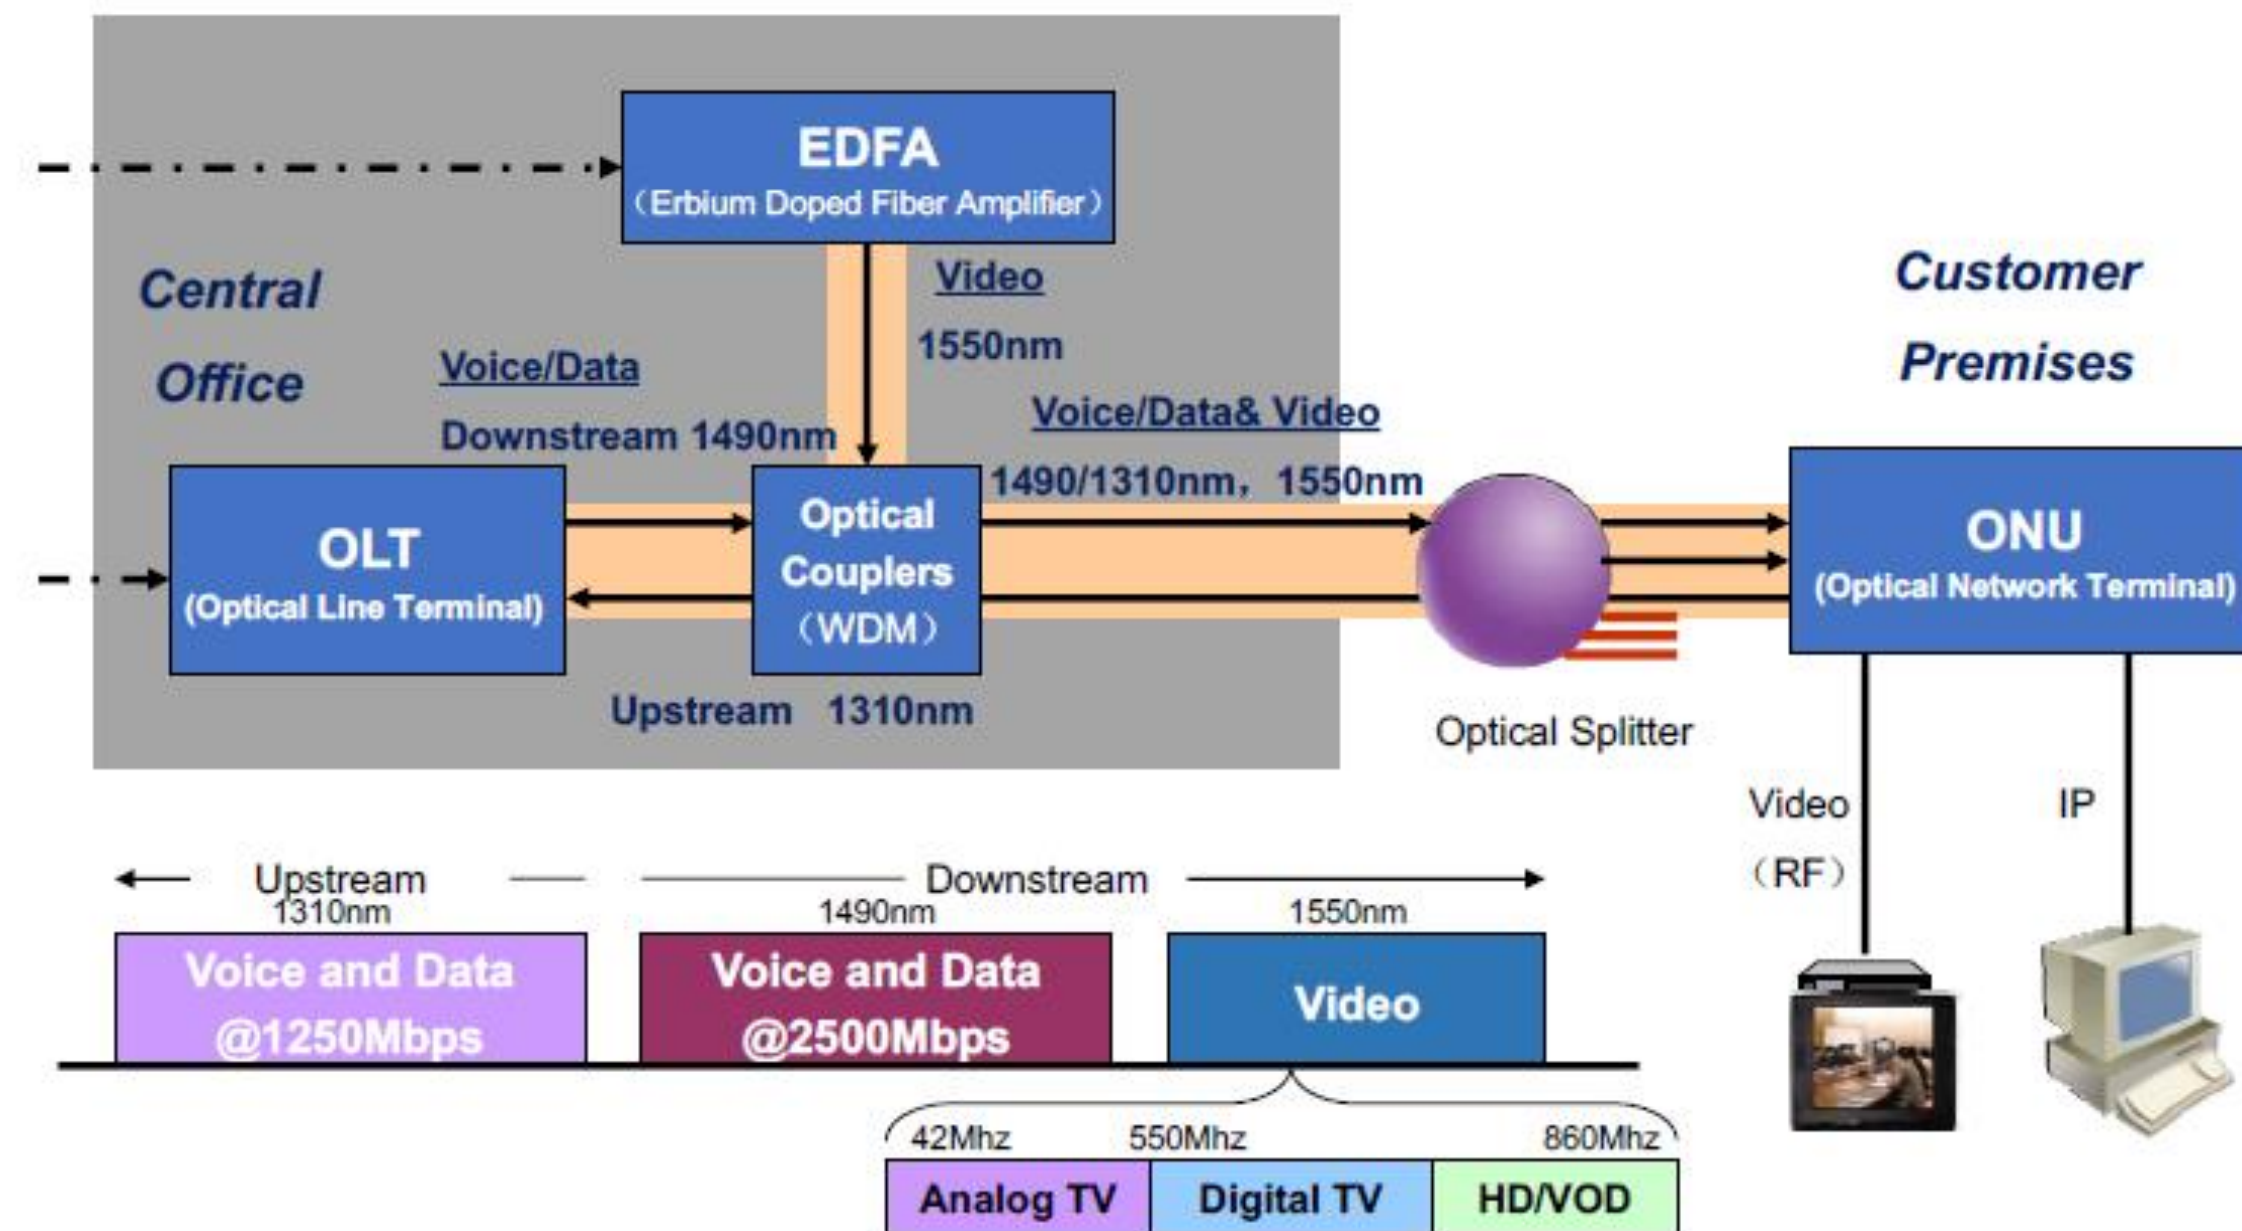 EDFA
（Erbium Doped Fiber Amplifier）
Central
Office
Video
1550nm
Voice/Data
Downstream 1490nm
Voice/Data& Video
1490/1310nm，1550nm
Customer
Premises
OLT
(Optical Line Terminal)
Optical
Couplers
（WDM）
ONU
(Optical Network Terminal)
Upstream 1310nm
Optical Splitter
Video
（RF）
IP
Upstream
1310nm
Downstream
1490nm
1550nm
Voice and Data
@1250Mbps
Voice and Data
@2500Mbps
Video
42Mhz
550Mhz
860Mhz
Analog TV
Digital TV
HD/VOD